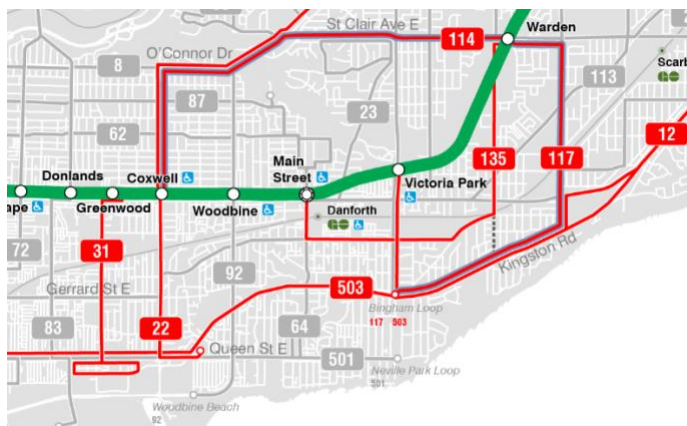 St Clair Ave E
Warden
O'Connor Dr
114
8
Scarb
GO
113
87
23
62
12
Main
Street
135
117
Donlands
Coxwell
Victoria Park
ape
Greenwood
Woodbine
Danforth
GO
72
31
92
Kingston Rd
Gerrard St E
503
Bingham Loop
117 503
83
22
64
Queen St E
501
Neville Park Loop
501
Woodbine Beach
92